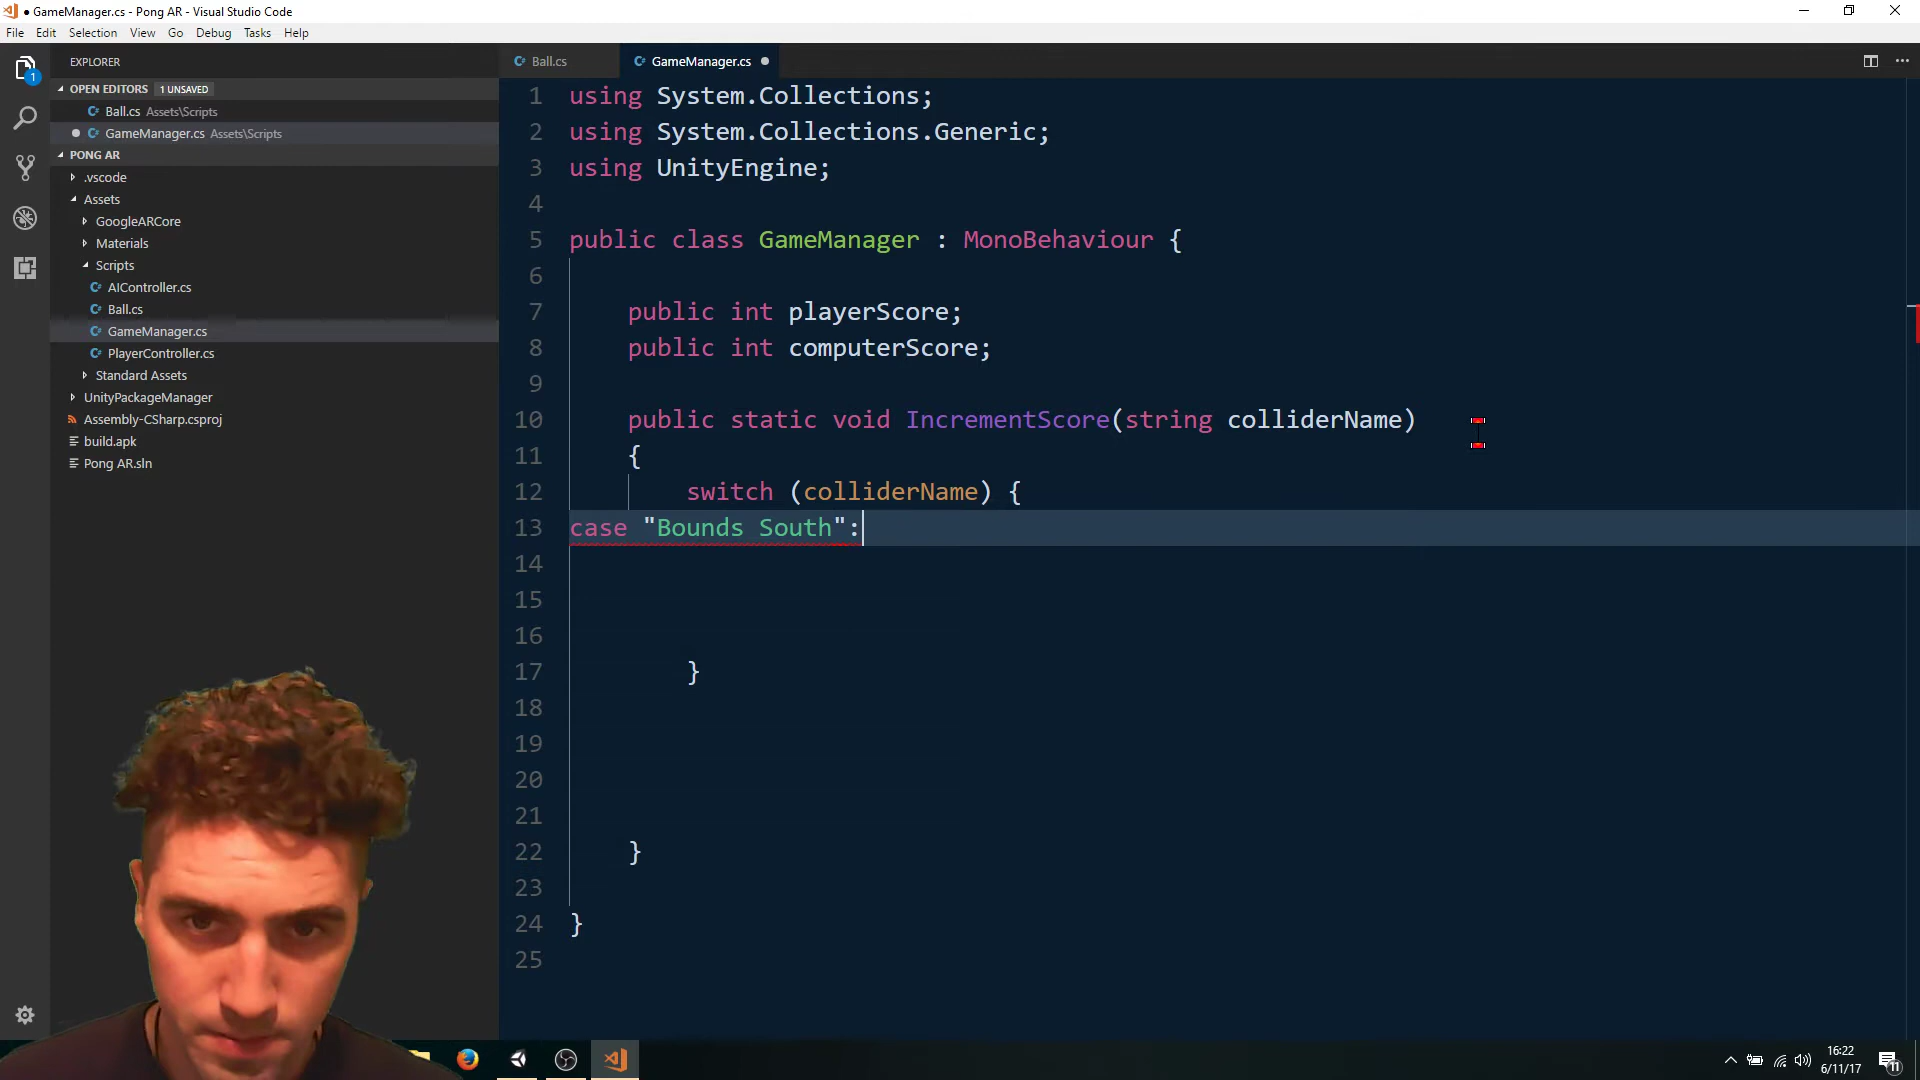 ● GameManager.cs - Pong AR - Visual Studio Code
File Edit Selection View Go Debug Tasks Help
EXPLORER
OPEN EDITORS 1 UNSAVED
Ball.cs Assets\Scripts
GameManager.cs Assets\Scripts
PONG AR
.vscode
Assets
GoogleARCore
Materials
Scripts
AIController.cs
Ball.cs
GameManager.cs
PlayerController.cs
Standard Assets
UnityPackageManager
Assembly-CSharp.csproj
build.apk
Pong AR.sln
1
Ball.cs GameManager.cs
1 using System.Collections;
2 using System.Collections.Generic;
3 using UnityEngine;
4
5 public class GameManager : MonoBehaviour {
6
7 public int playerScore;
8 public int computerScore;
9
10 public static void IncrementScore(string colliderName)
11 {
12 switch (colliderName) {
13 case "Bounds South":
14
15
16
17 }
18
19
20
21
22 }
23
24 }
25
16:22
6/11/17
11